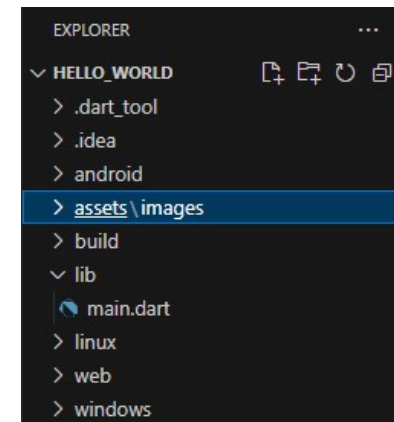 EXPLORER ...
HELLO_WORLD
.dart_tool
.idea
android
assets\images
build
lib
main.dart
linux
web
windows